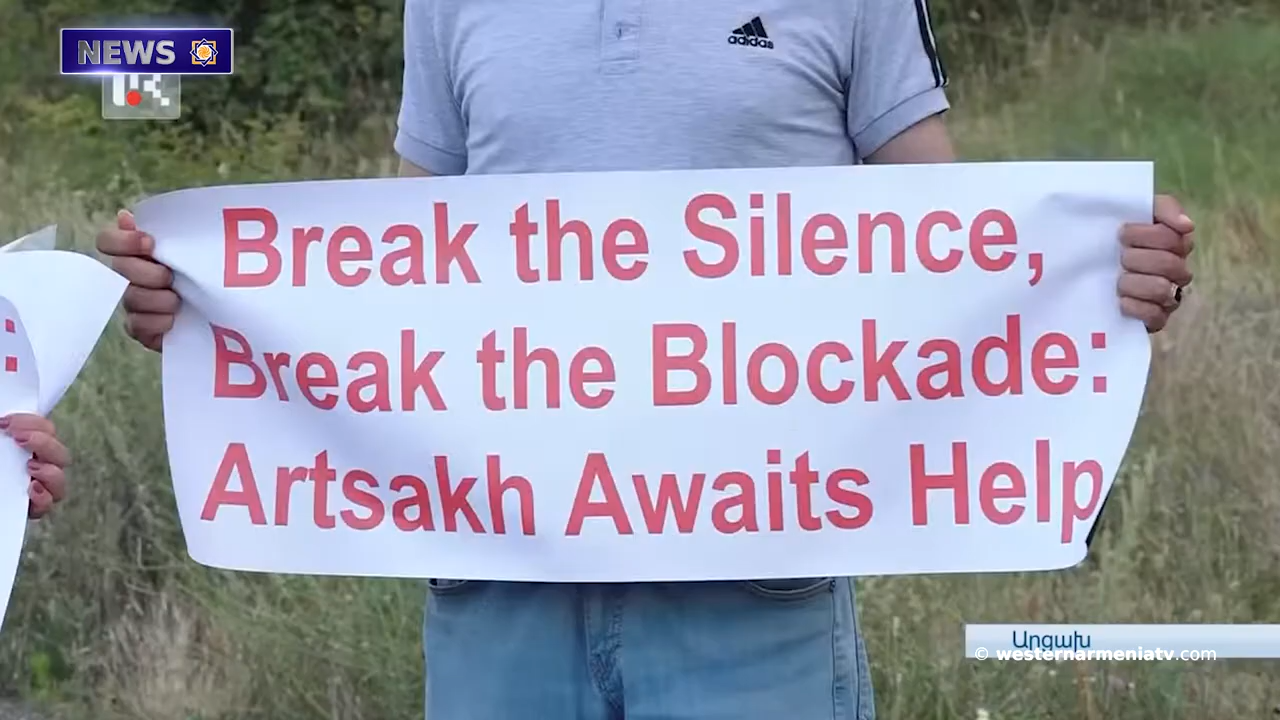 NEWS
adidas
Break the Silence,
Break the Blockade:
Artsakh Awaits Help
Արցախ
© westernarmeniatv.com